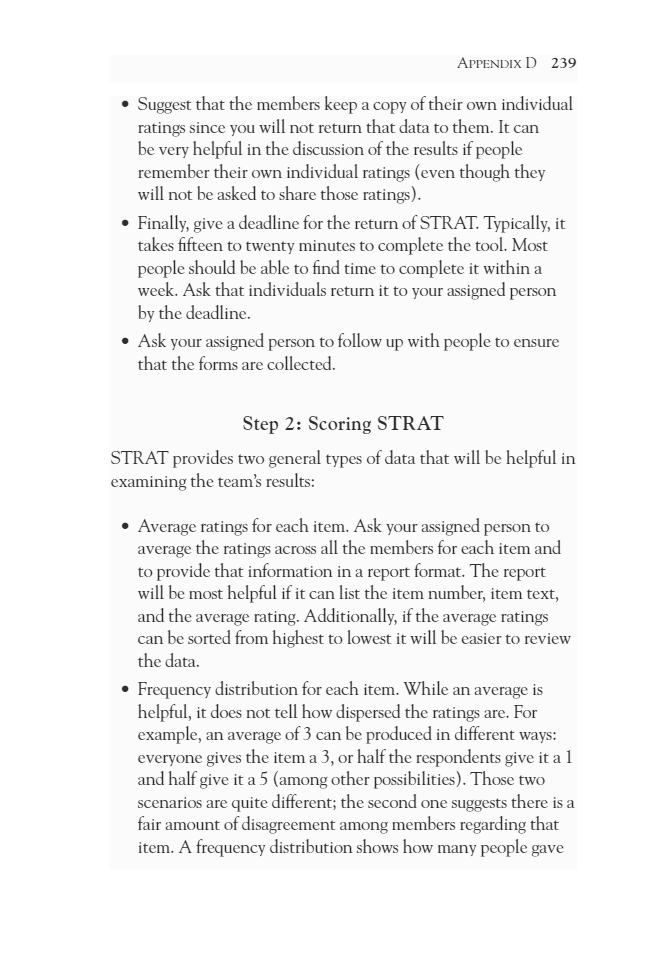 APPENDIX D 239
• Suggest that the members keep a copy of their own individual
ratings since you will not return that data to them. It can
be very helpful in the discussion of the results if people
remember their own individual ratings (even though they
will not be asked to share those ratings).
• Finally, give a deadline for the return of STRAT. Typically, it
takes fifteen to twenty minutes to complete the tool. Most
people should be able to find time to complete it within a
week. Ask that individuals return it to your assigned person
by the deadline.
• Ask your assigned person to follow up with people to ensure
that the forms are collected.
Step 2: Scoring STRAT
STRAT provides two general types of data that will be helpful in
examining the team’s results:
• Average ratings for each item. Ask your assigned person to
average the ratings across all the members for each item and
to provide that information in a report format. The report
will be most helpful if it can list the item number, item text,
and the average rating. Additionally, if the average ratings
can be sorted from highest to lowest it will be easier to review
the data.
• Frequency distribution for each item. While an average is
helpful, it does not tell how dispersed the ratings are. For
example, an average of 3 can be produced in different ways:
everyone gives the item a 3, or half the respondents give it a 1
and half give it a 5 (among other possibilities). Those two
scenarios are quite different; the second one suggests there is a
fair amount of disagreement among members regarding that
item. A frequency distribution shows how many people gave